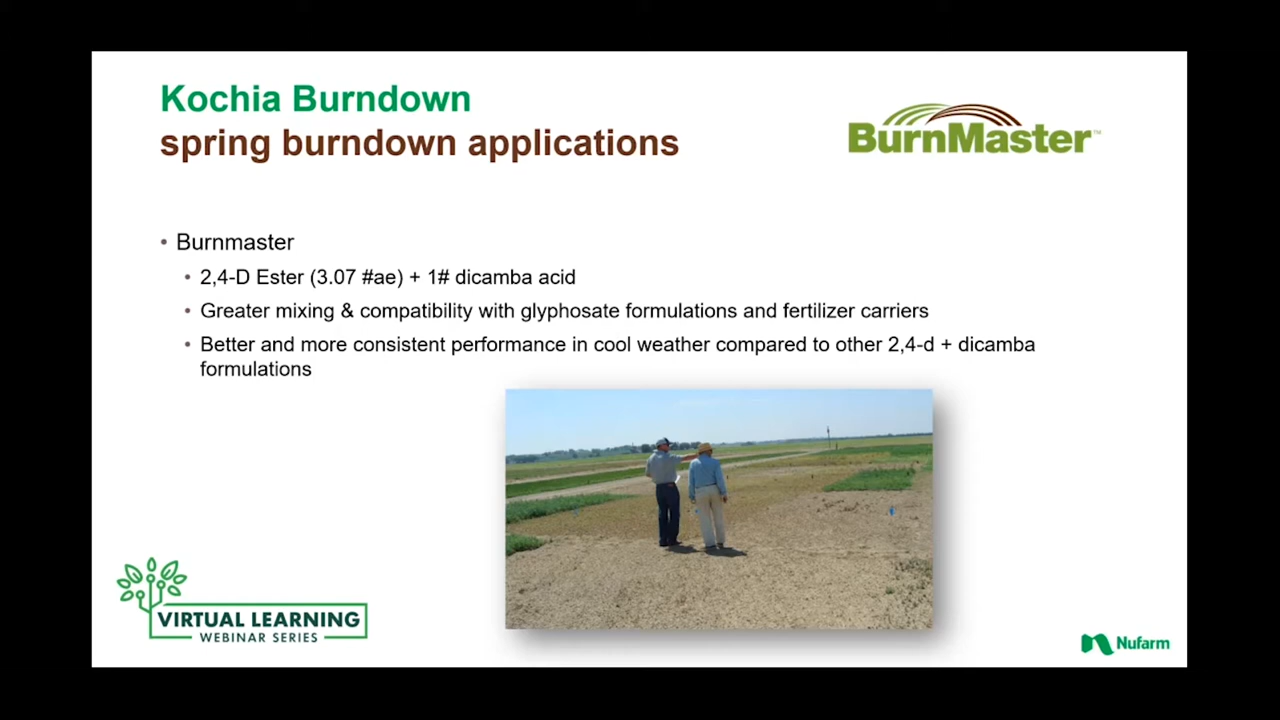 Kochia Burndown
spring burndown applications
BurnMaster™
• Burnmaster
• 2,4-D Ester (3.07 #ae) + 1# dicamba acid
• Greater mixing & compatibility with glyphosate formulations and fertilizer carriers
• Better and more consistent performance in cool weather compared to other 2,4-d + dicamba
formulations
VIRTUAL LEARNING
WEBINAR SERIES
Nufarm